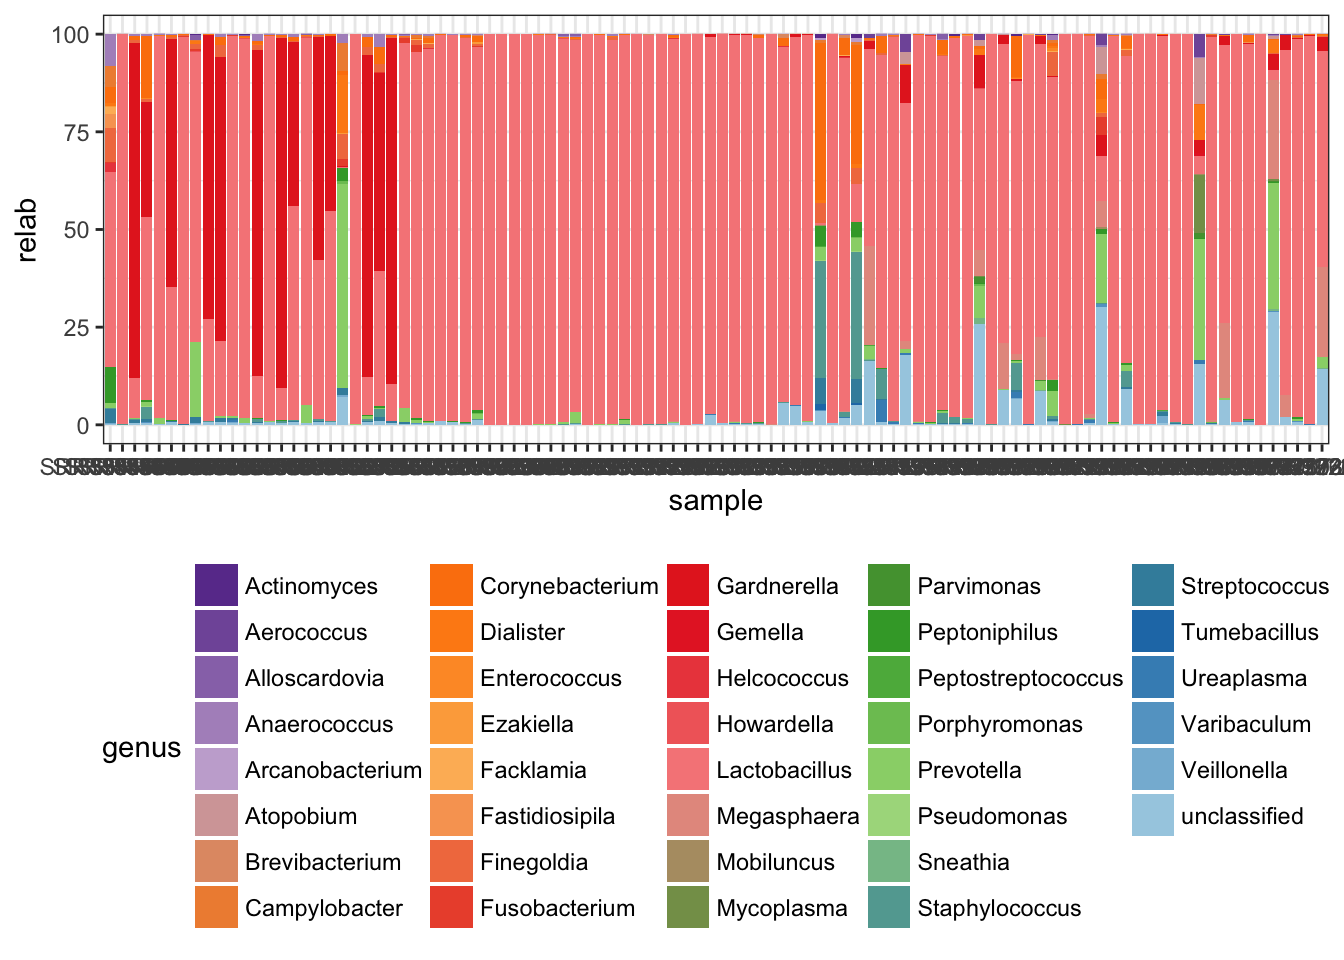 100
75
50
25
0
relab
sample
genus
Actinomyces
Aerococcus
Alloscardovia
Anaerococcus
Arcanobacterium
Atopobium
Brevibacterium
Campylobacter
Corynebacterium
Dialister
Enterococcus
Ezakiella
Facklamia
Fastidiosipila
Finegoldia
Fusobacterium
Gardnerella
Gemella
Helcococcus
Howardella
Lactobacillus
Megasphaera
Mobiluncus
Mycoplasma
Parvimonas
Peptoniphilus
Peptostreptococcus
Porphyromonas
Prevotella
Pseudomonas
Sneathia
Staphylococcus
Streptococcus
Tumebacillus
Ureaplasma
Varibaculum
Veillonella
unclassified